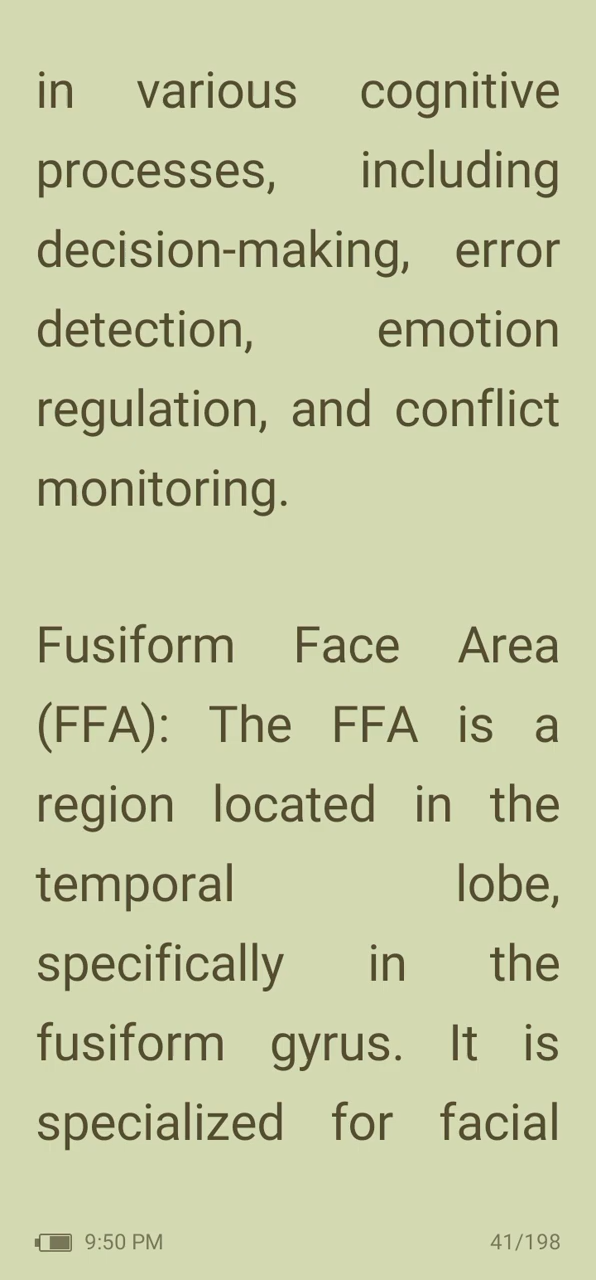 in various cognitive
processes, including
decision-making, error
detection, emotion
regulation, and conflict
monitoring.
Fusiform Face Area
(FFA): The FFA is a
region located in the
temporal lobe,
specifically in the
fusiform gyrus. It is
specialized for facial
9:50 PM 41/198